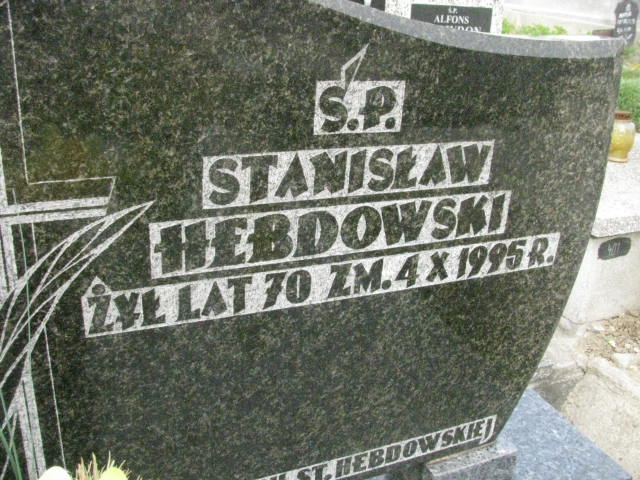 Ś.P.
STANISŁAW
HEBDOWSKI
ŻYŁ LAT 70 ZM. 4 X 1995 R.
ST. HEBDOWSKIEJ
Ś.P.
ALFONS